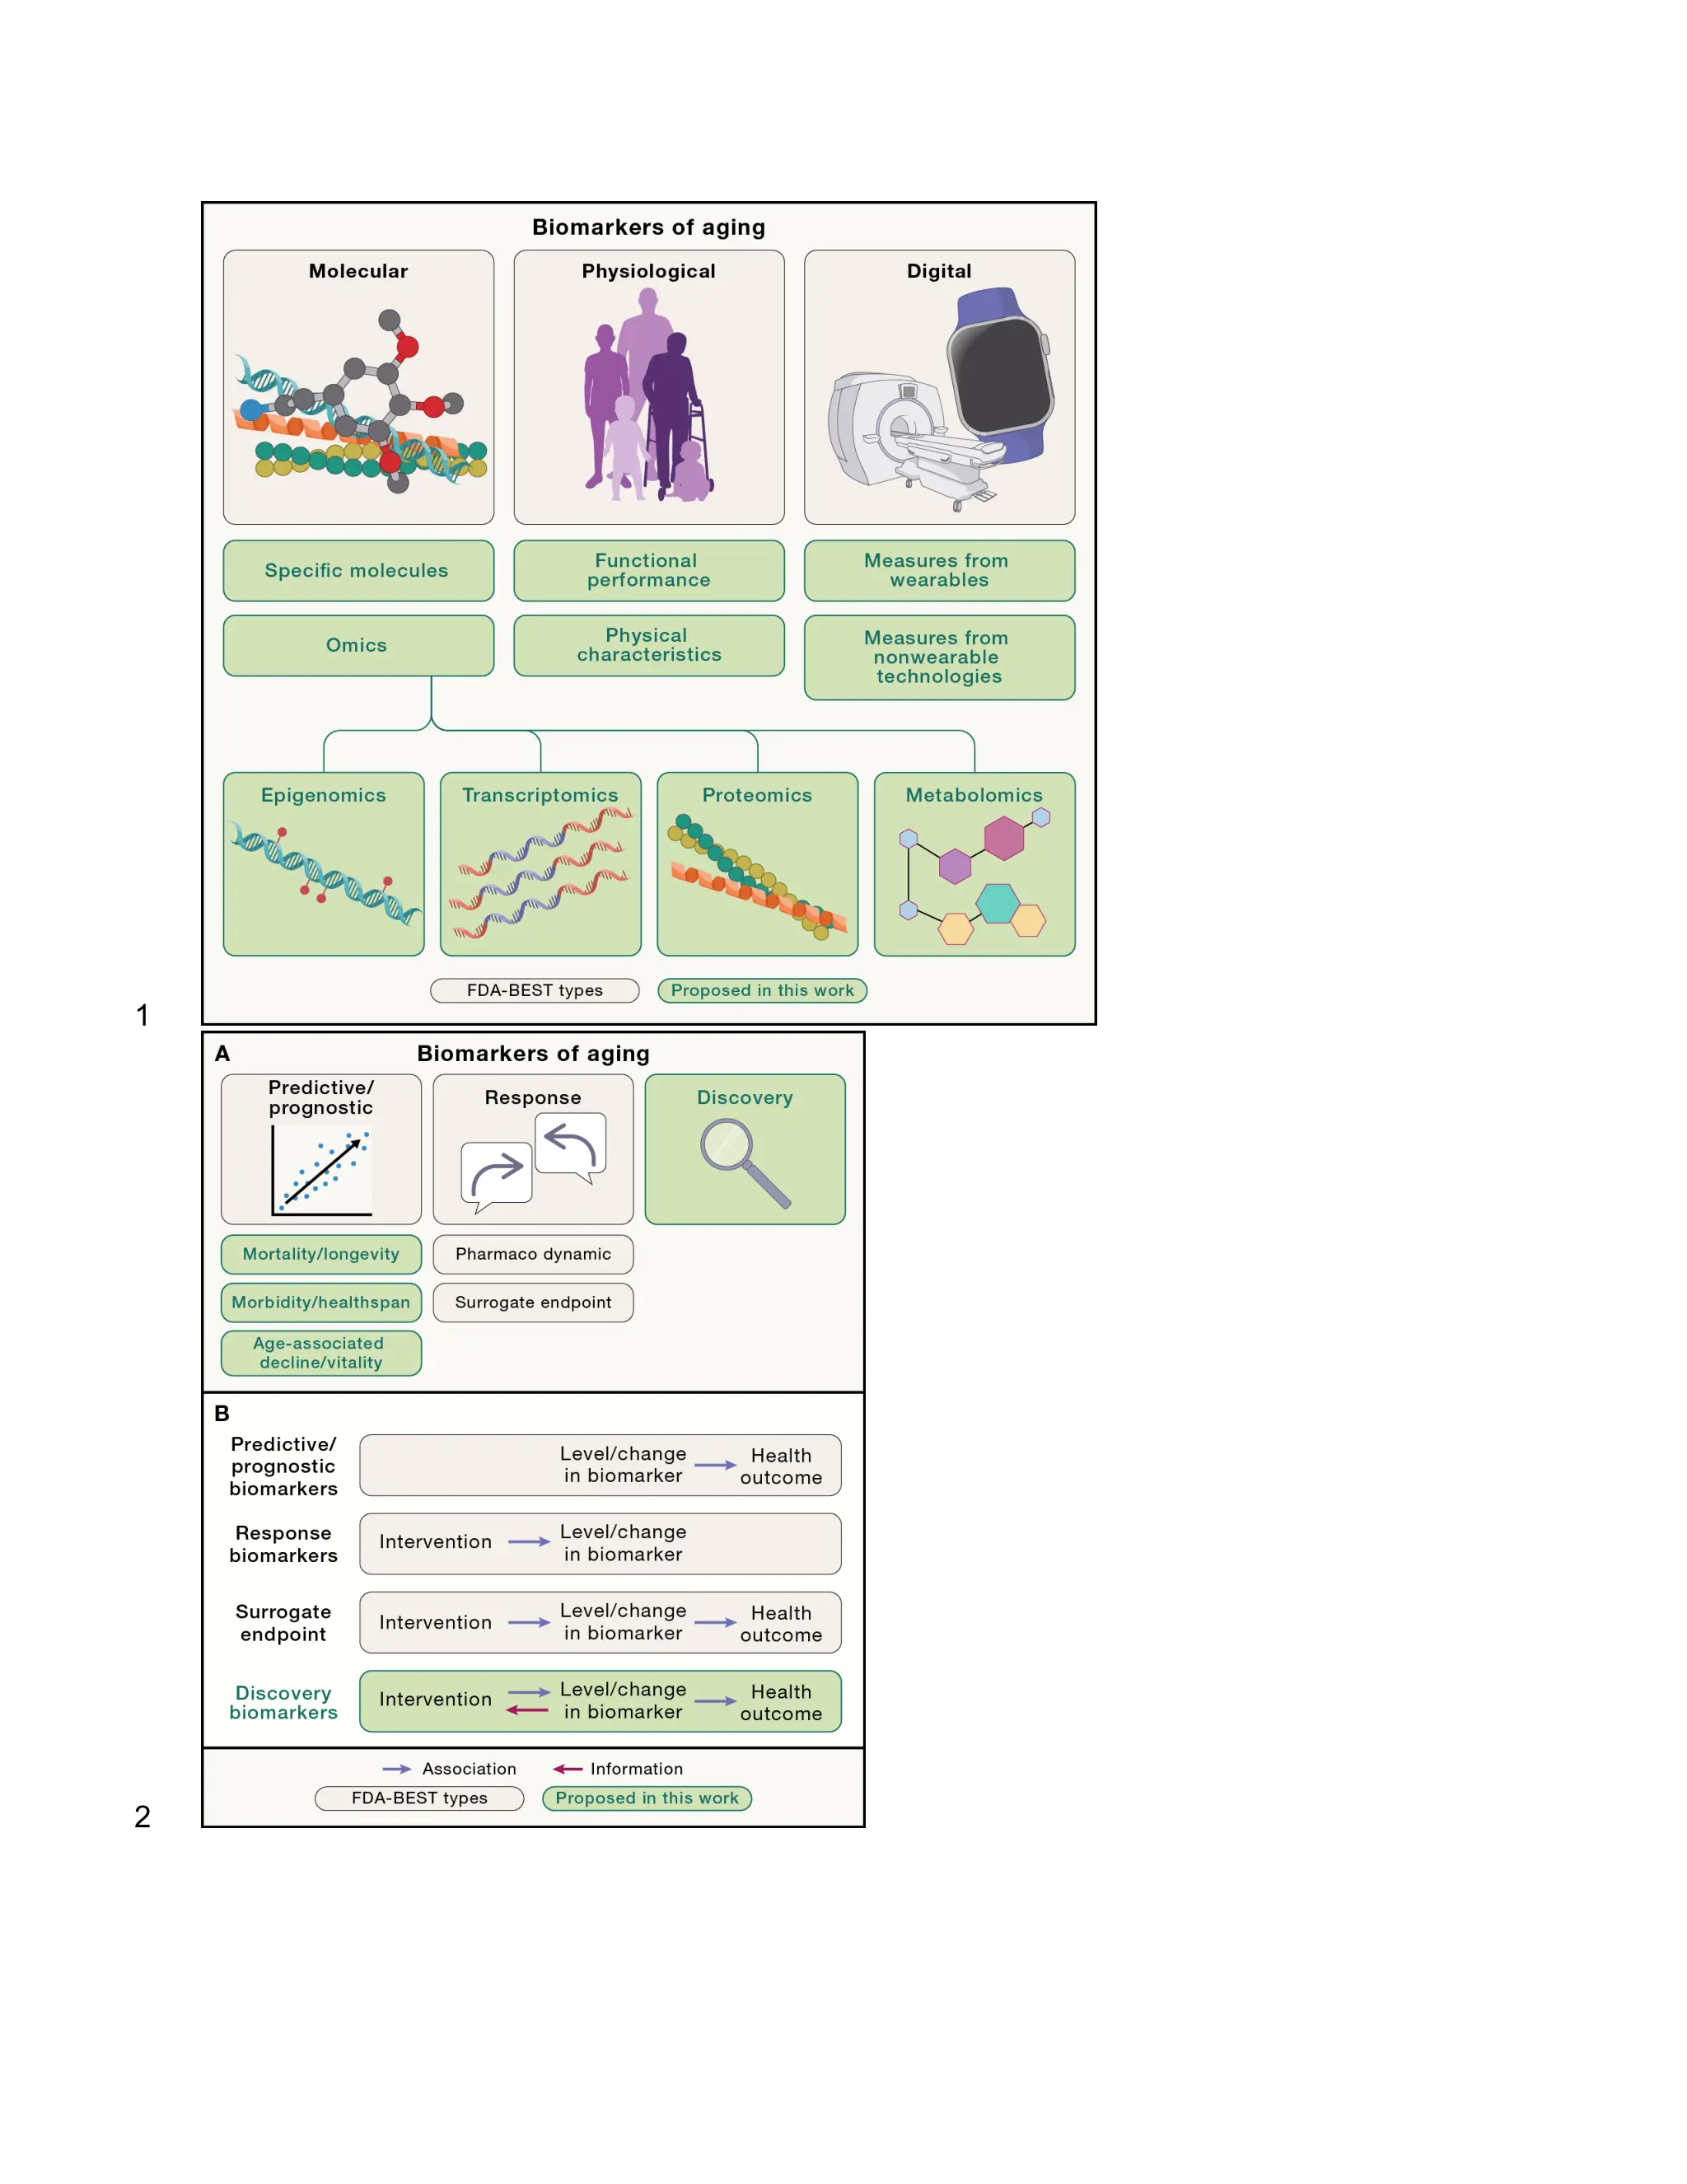 Biomarkers of aging
Molecular
Physiological
Digital
Specific molecules
Functional
performance
Measures from
wearables
Omics
Physical
characteristics
Measures from
nonwearable
technologies
Epigenomics
Transcriptomics
Proteomics
Metabolomics
FDA-BEST types
Proposed in this work
1
A
Biomarkers of aging
Predictive/
prognostic
Response
Discovery
Mortality/longevity
Pharmaco dynamic
Morbidity/healthspan
Surrogate endpoint
Age-associated
decline/vitality
B
Predictive/
prognostic
biomarkers
Level/change
in biomarker
Health
outcome
Response
biomarkers
Intervention
Level/change
in biomarker
Surrogate
endpoint
Intervention
Level/change
in biomarker
Health
outcome
Discovery
biomarkers
Intervention
Level/change
in biomarker
Health
outcome
Association
Information
FDA-BEST types
Proposed in this work
2